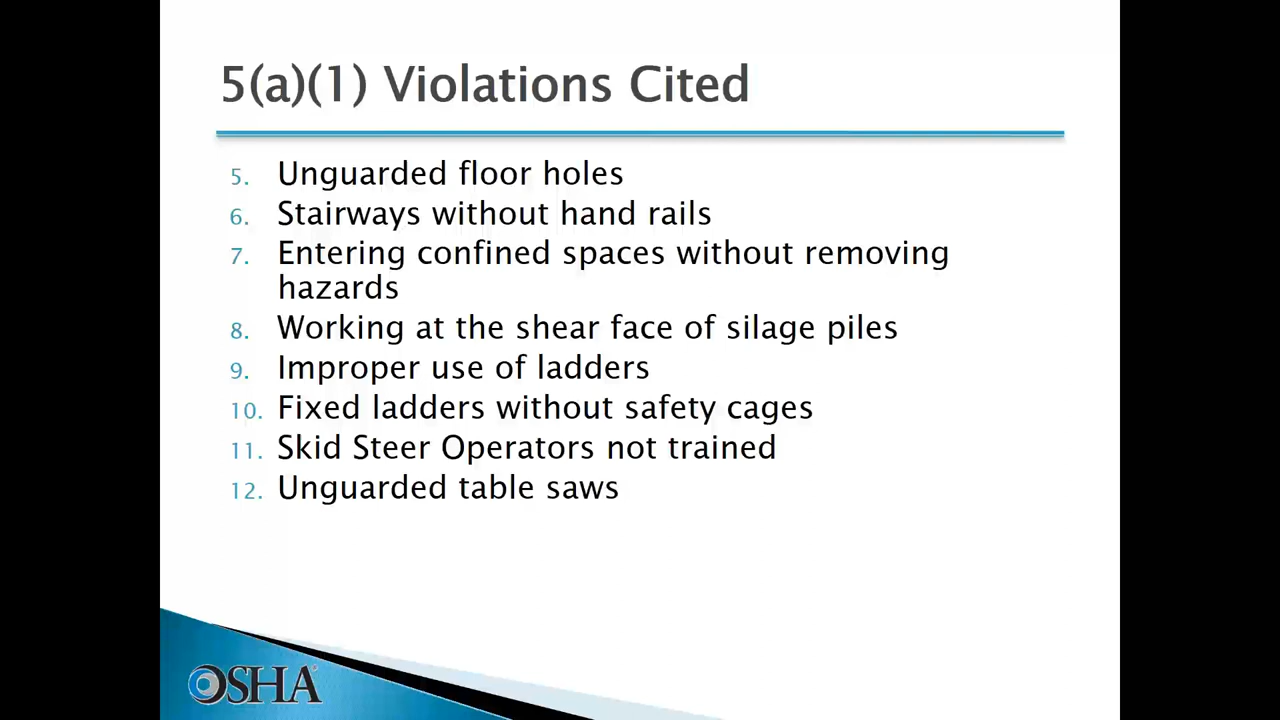 5(a)(1) Violations Cited
5. Unguarded floor holes
6. Stairways without hand rails
7. Entering confined spaces without removing
hazards
8. Working at the shear face of silage piles
9. Improper use of ladders
10. Fixed ladders without safety cages
11. Skid Steer Operators not trained
12. Unguarded table saws
OSHA